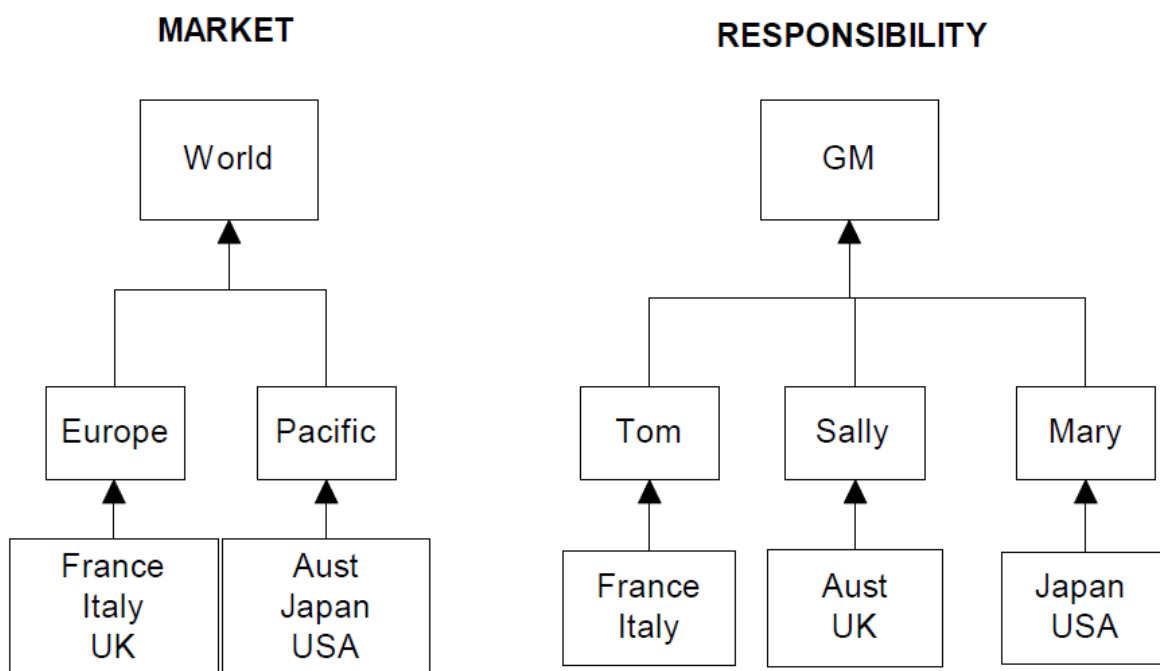 MARKET
RESPONSIBILITY
World
GM
Europe
Pacific
Tom
Sally
Mary
France
Italy
UK
Aust
Japan
USA
France
Italy
Aust
UK
Japan
USA